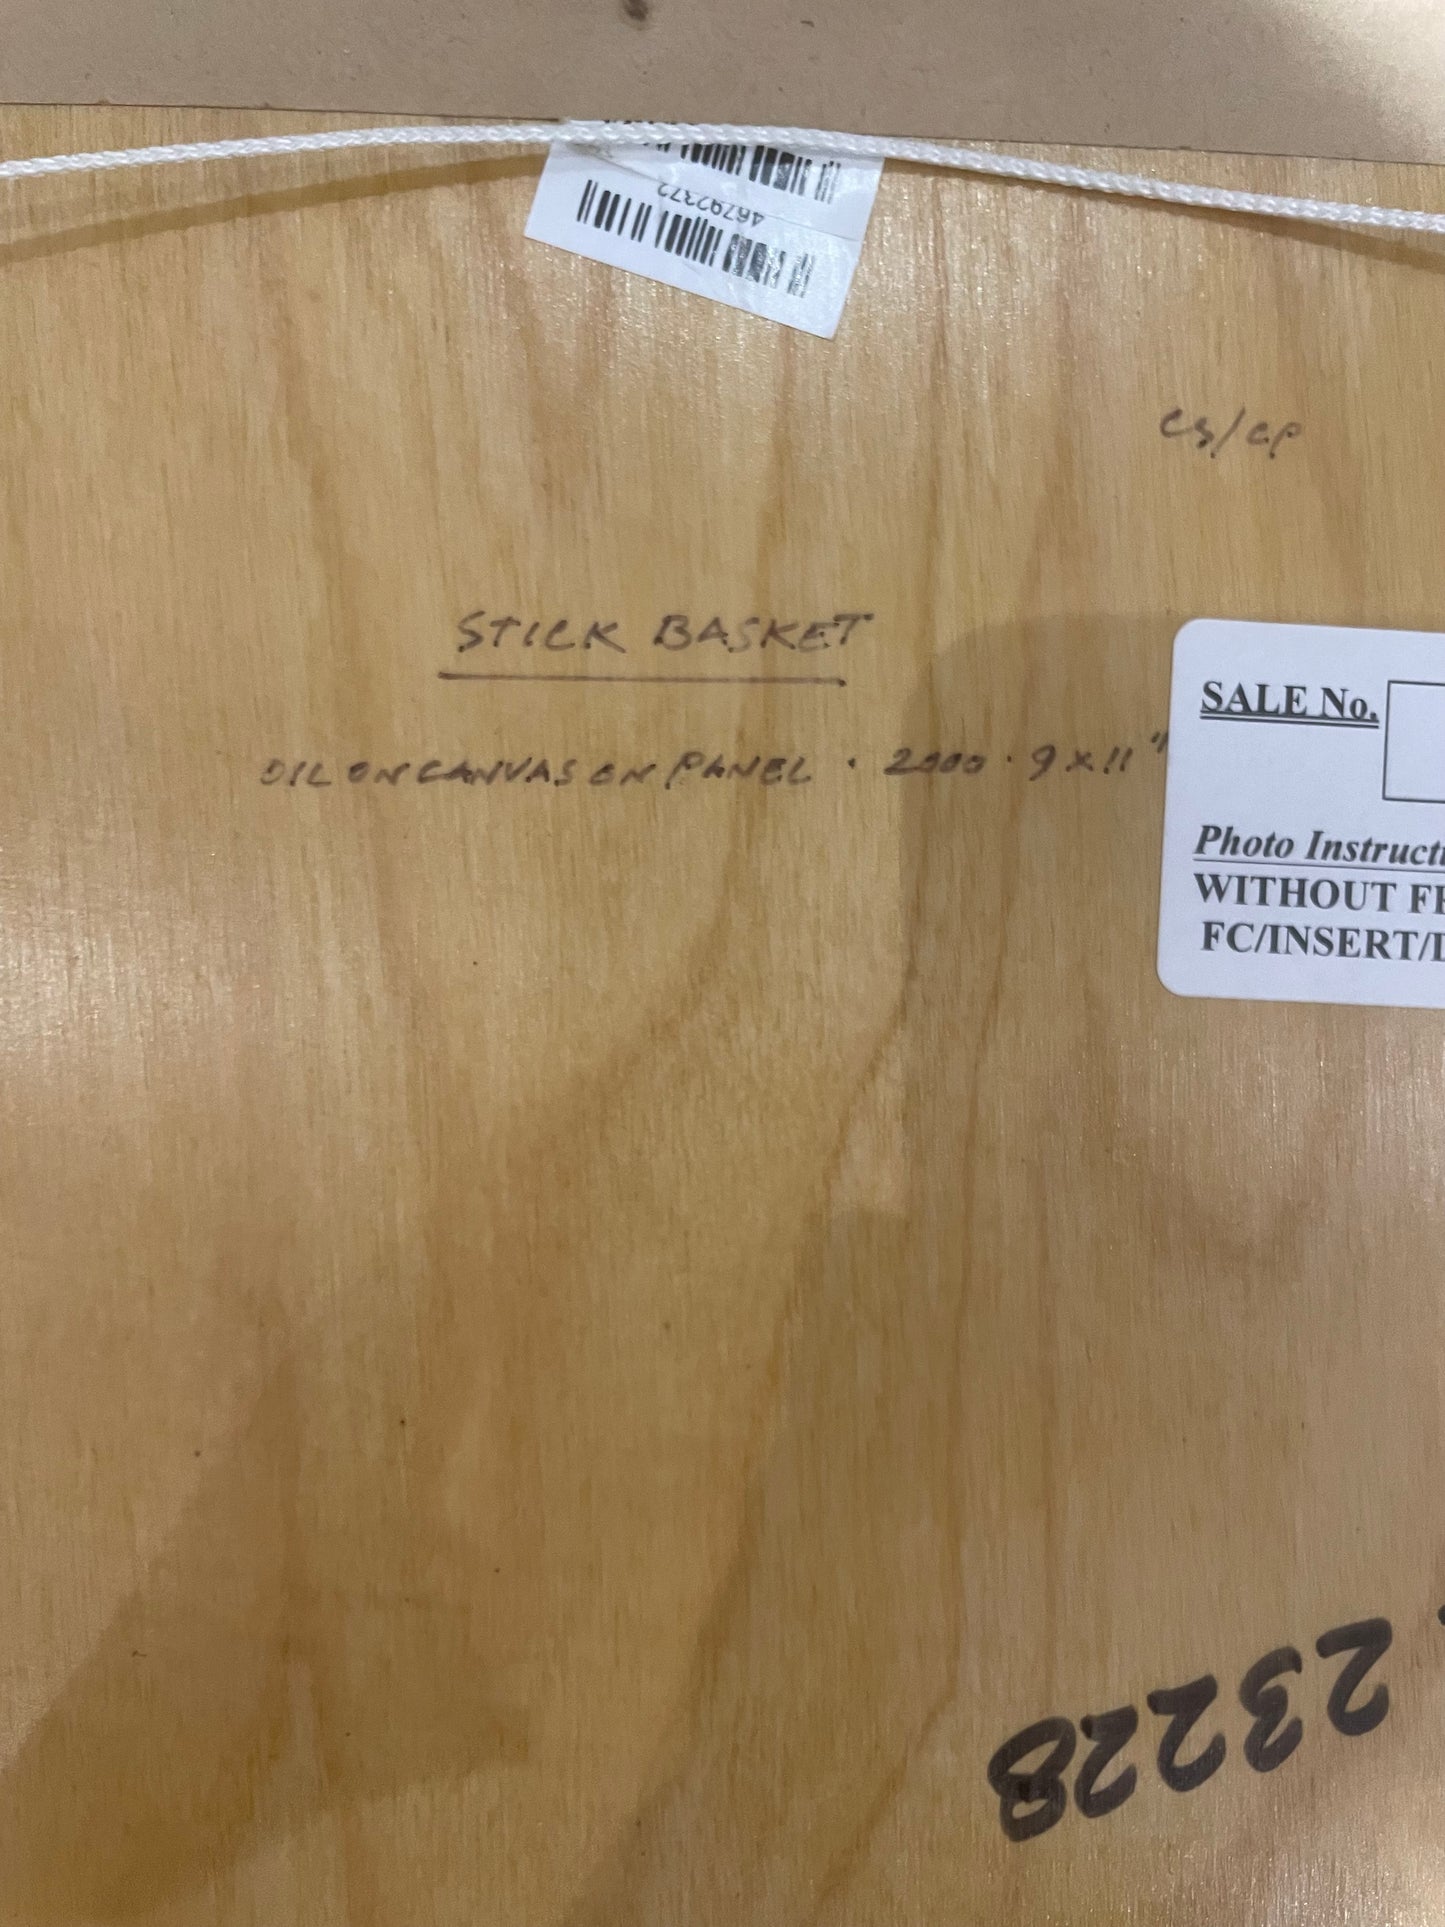 46792372
cs/cp
STICK BASKET
OIL ON CANVAS ON PANEL · 2000 · 9 x 11"
SALE No.
Photo Instructi
WITHOUT FR
FC/INSERT/D
23228